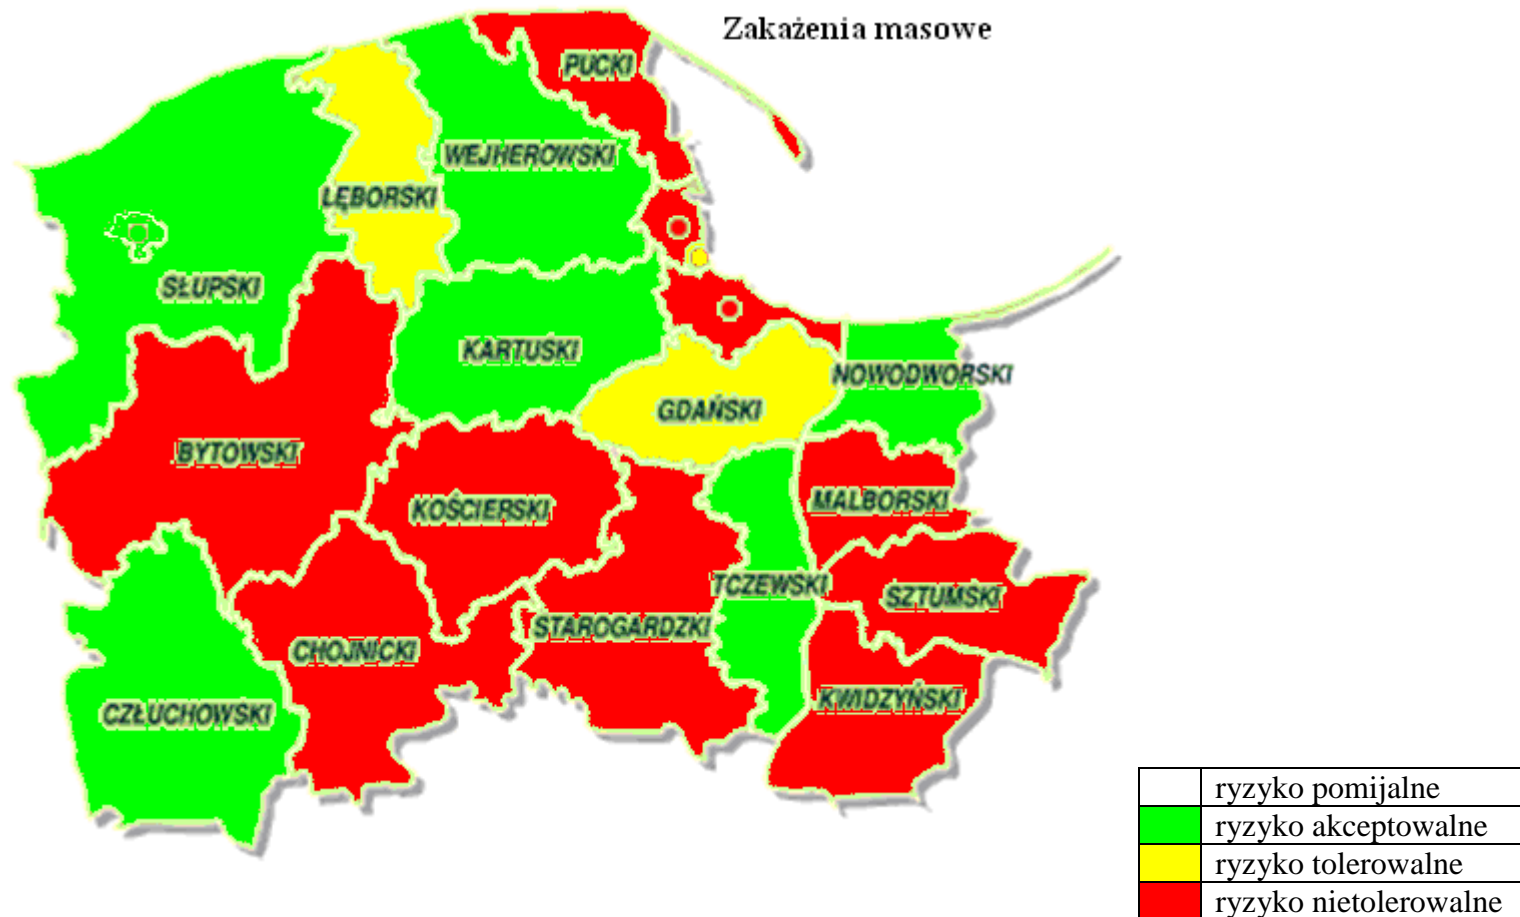 Zakażenia masowe
PUCKI
WEJHEROWSKI
LĘBORSKI
SŁUPSKI
KARTUSKI
NOWODWORSKI
GDAŃSKI
BYTOWSKI
KOŚCIERSKI
MALBORSKI
TCZEWSKI
SZTUMSKI
STAROGARDZKI
CHOJNICKI
KWIDZYŃSKI
CZŁUCHOWSKI
ryzyko pomijalne
ryzyko akceptowalne
ryzyko tolerowalne
ryzyko nietolerowalne